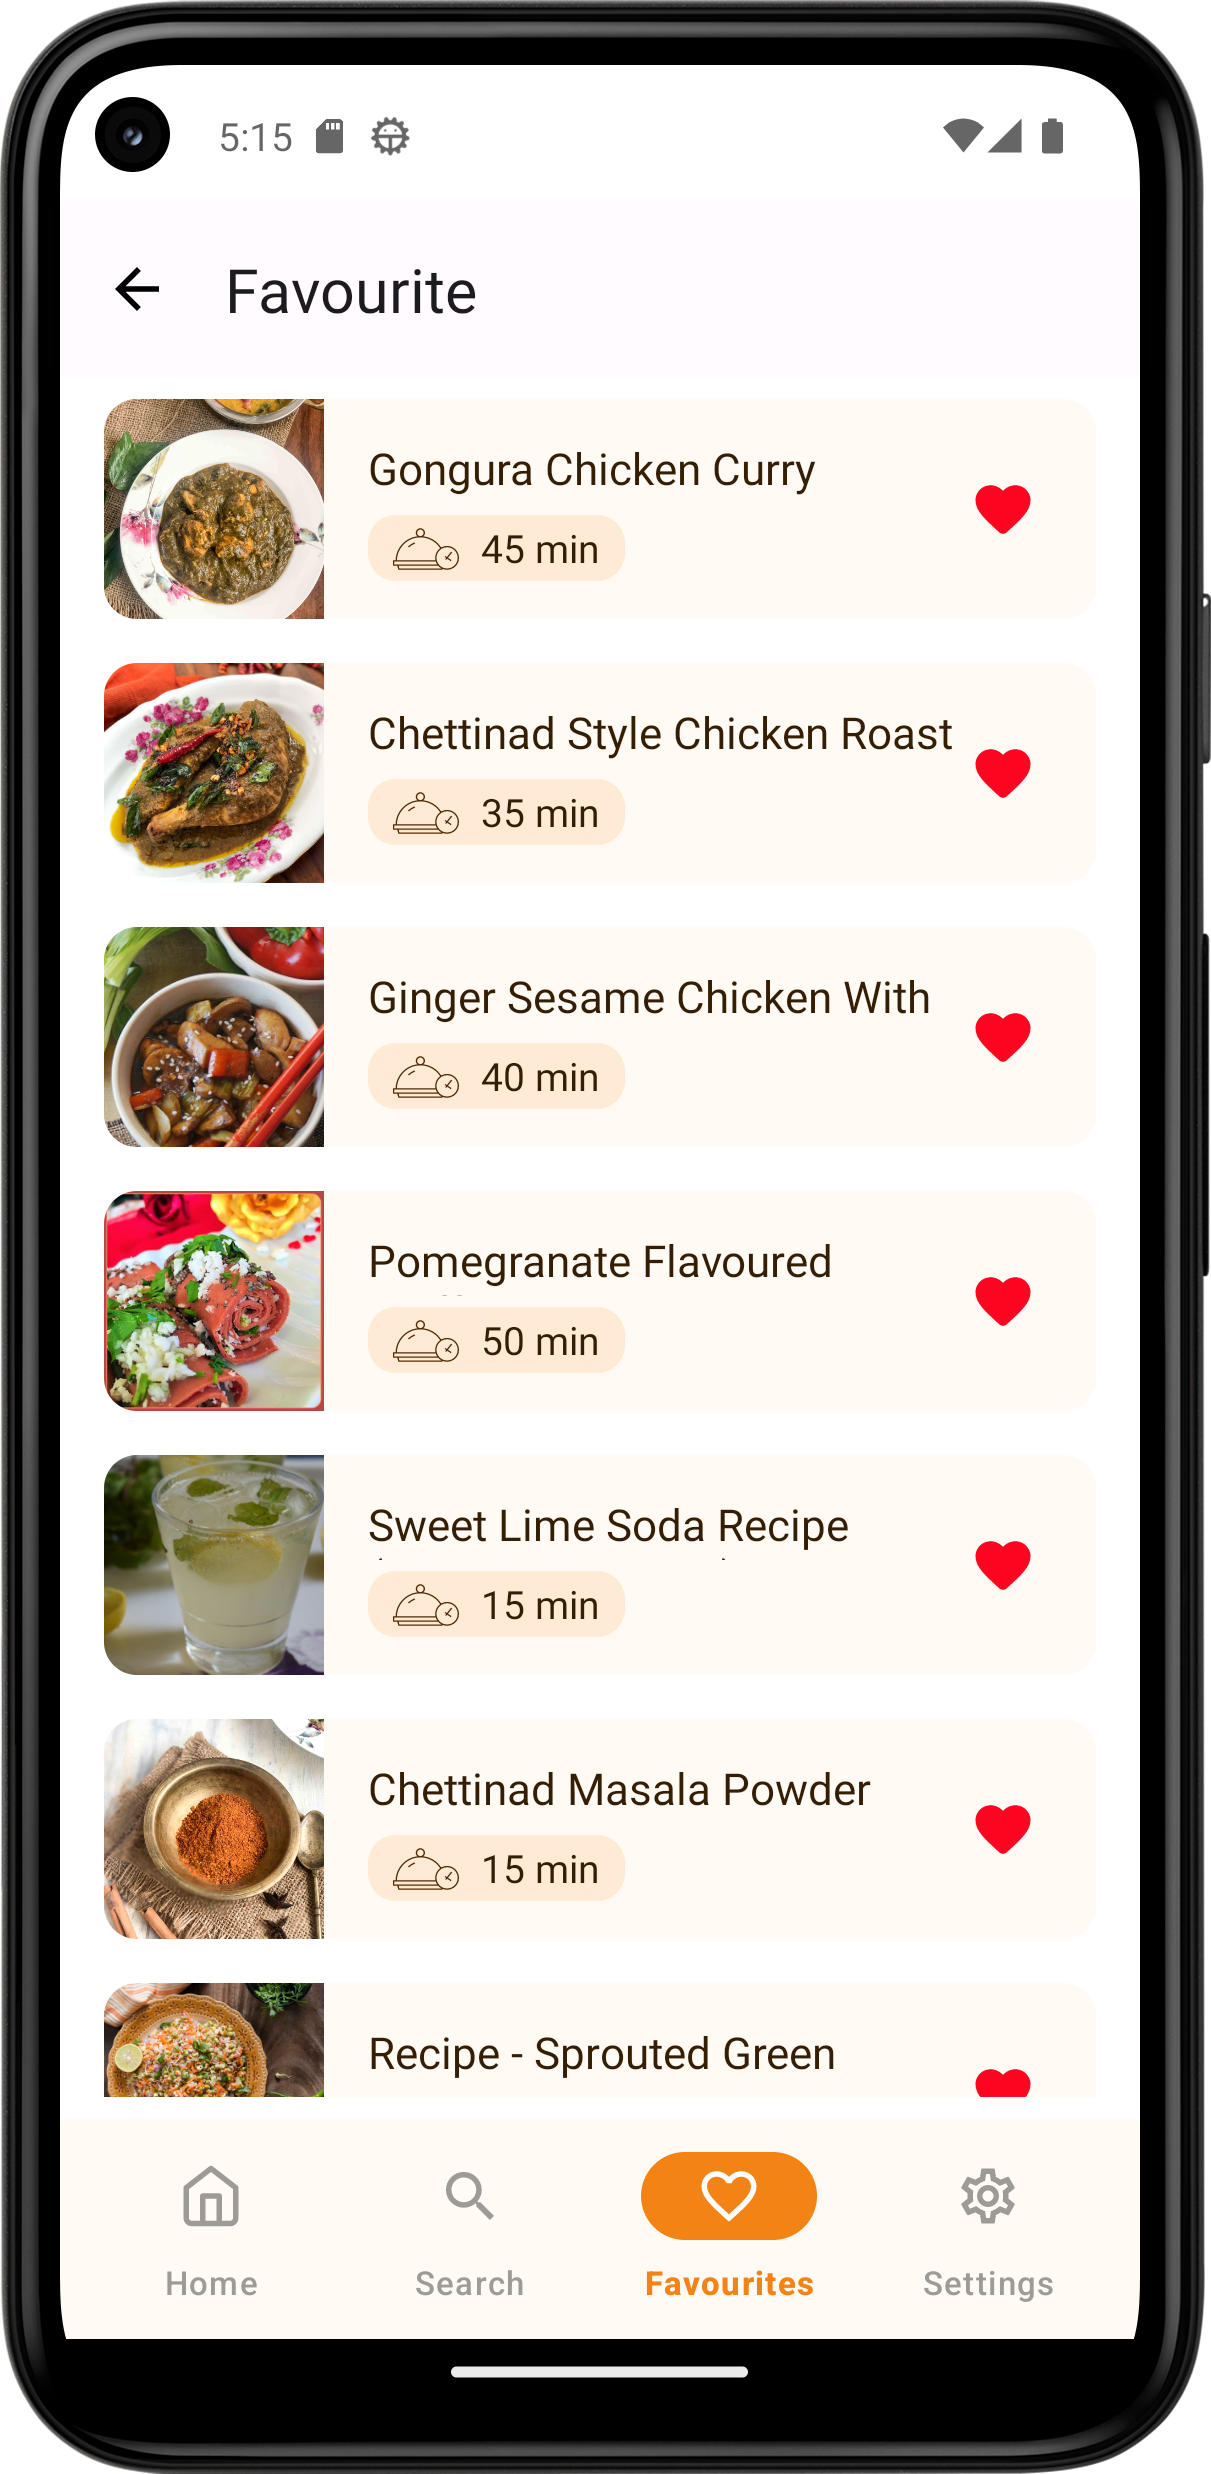 5:15
Favourite
Gongura Chicken Curry
45 min
Chettinad Style Chicken Roast
35 min
Ginger Sesame Chicken With
40 min
Pomegranate Flavoured
50 min
Sweet Lime Soda Recipe
15 min
Chettinad Masala Powder
15 min
Recipe - Sprouted Green
Home
Search
Favourites
Settings